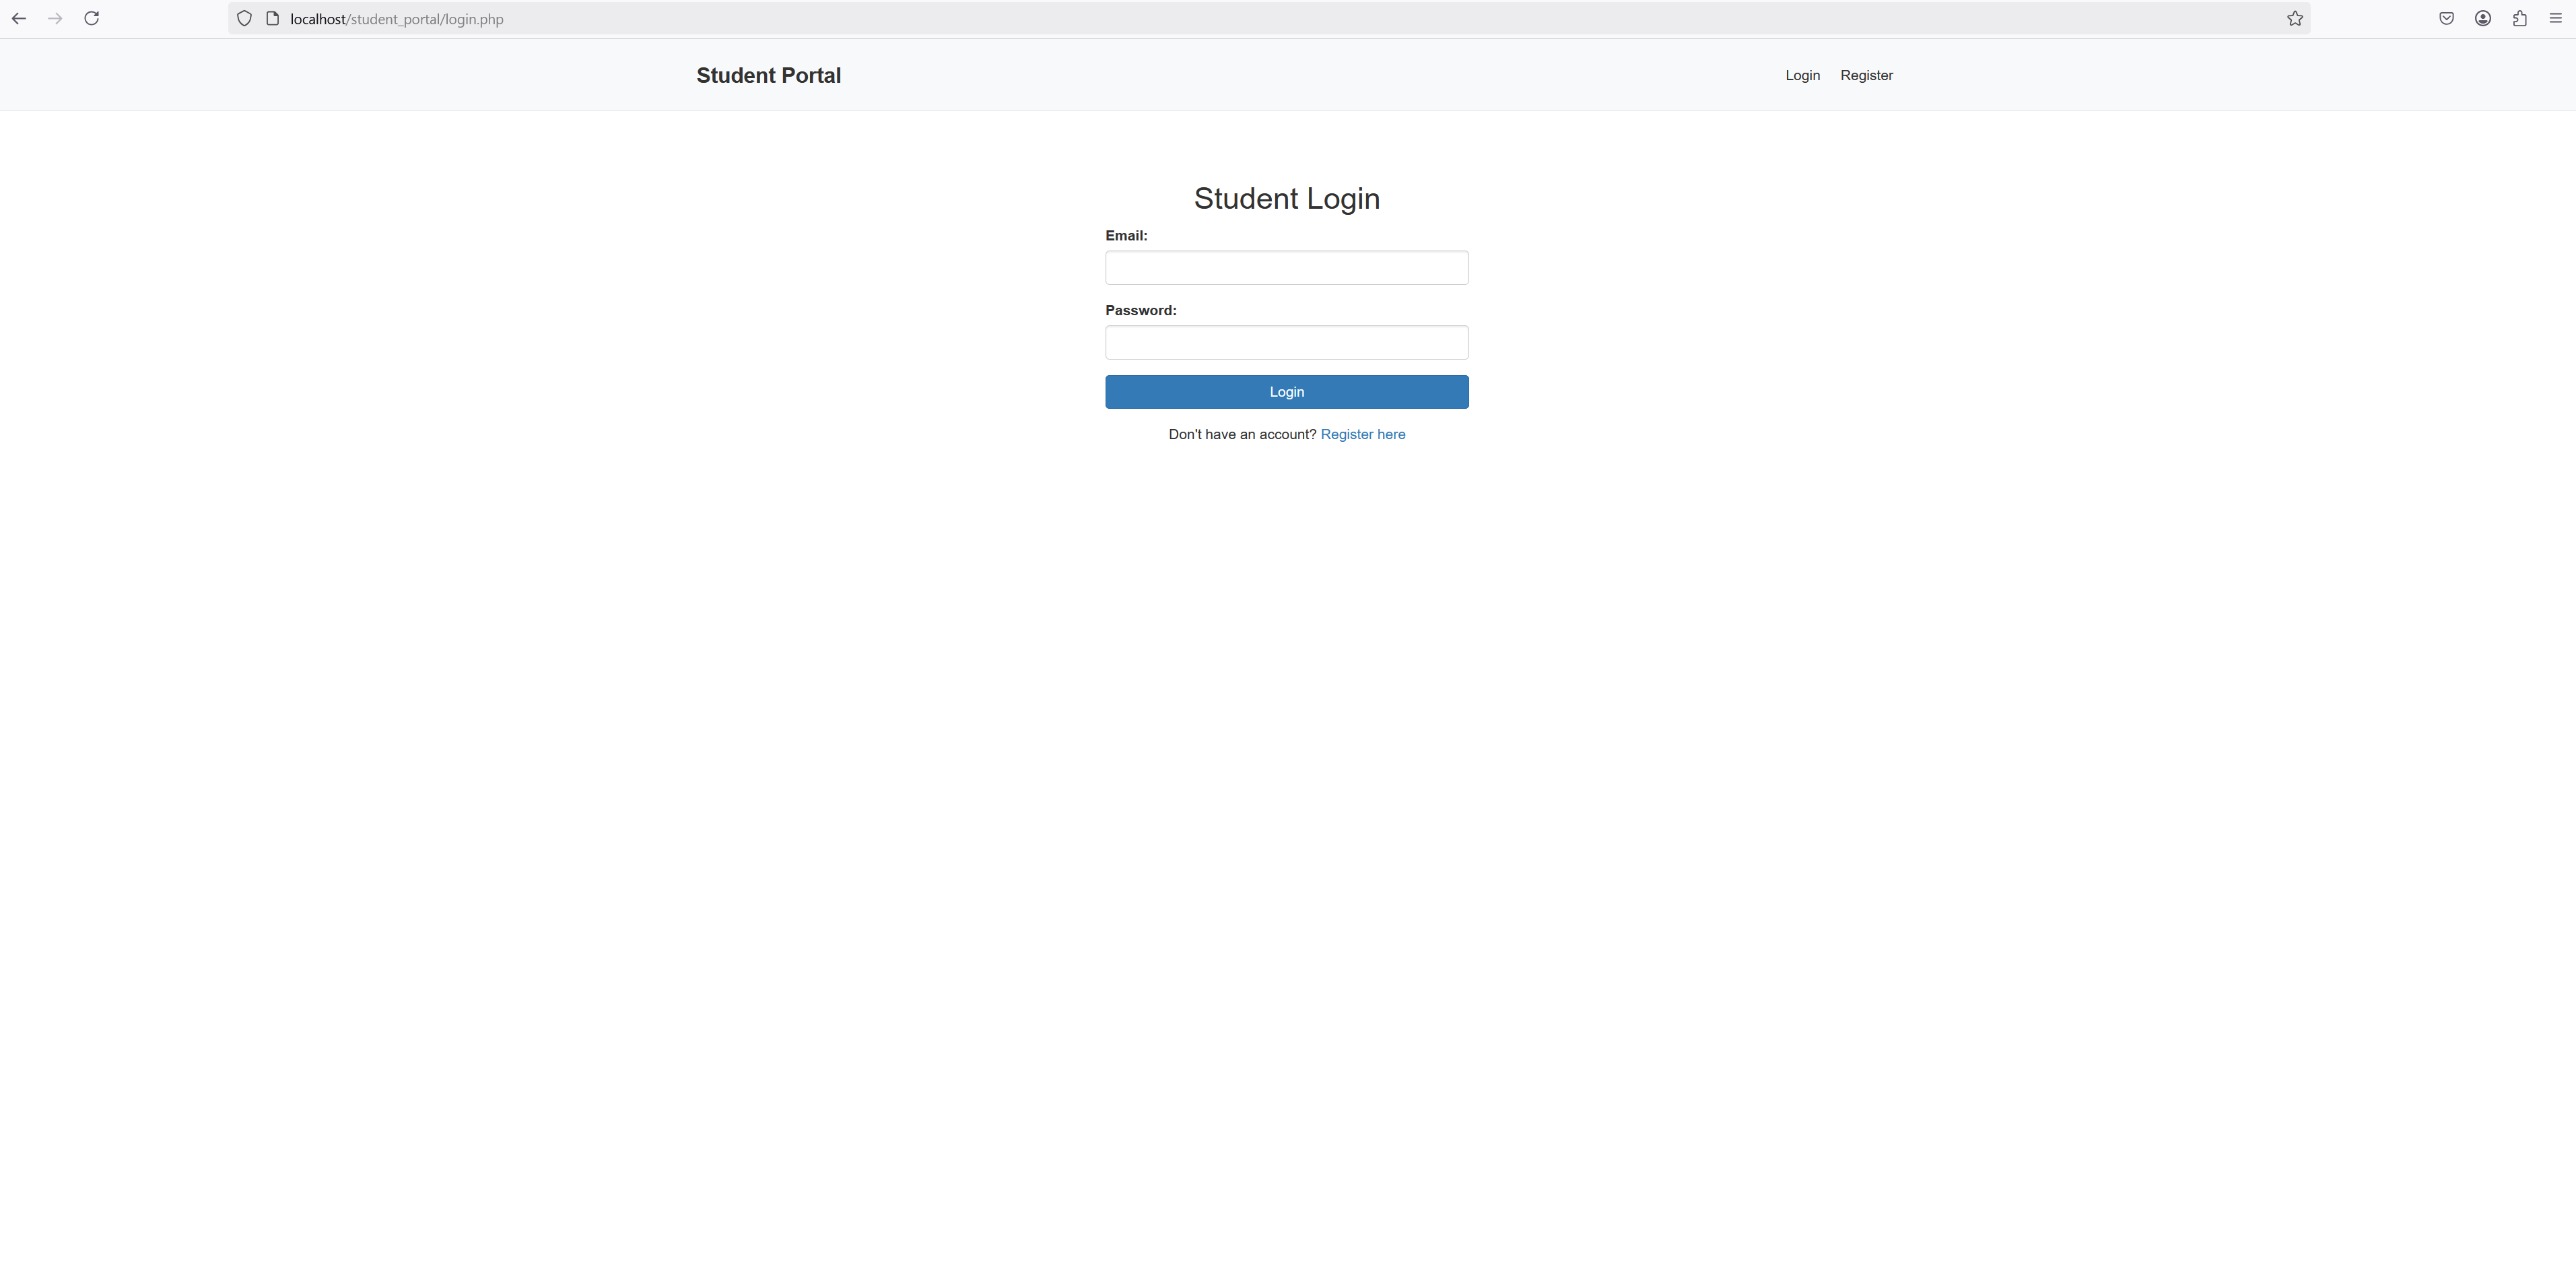 localhost/student_portal/login.php
Student Portal
Login Register
Student Login
Email:
Password:
Login
Don't have an account? Register here